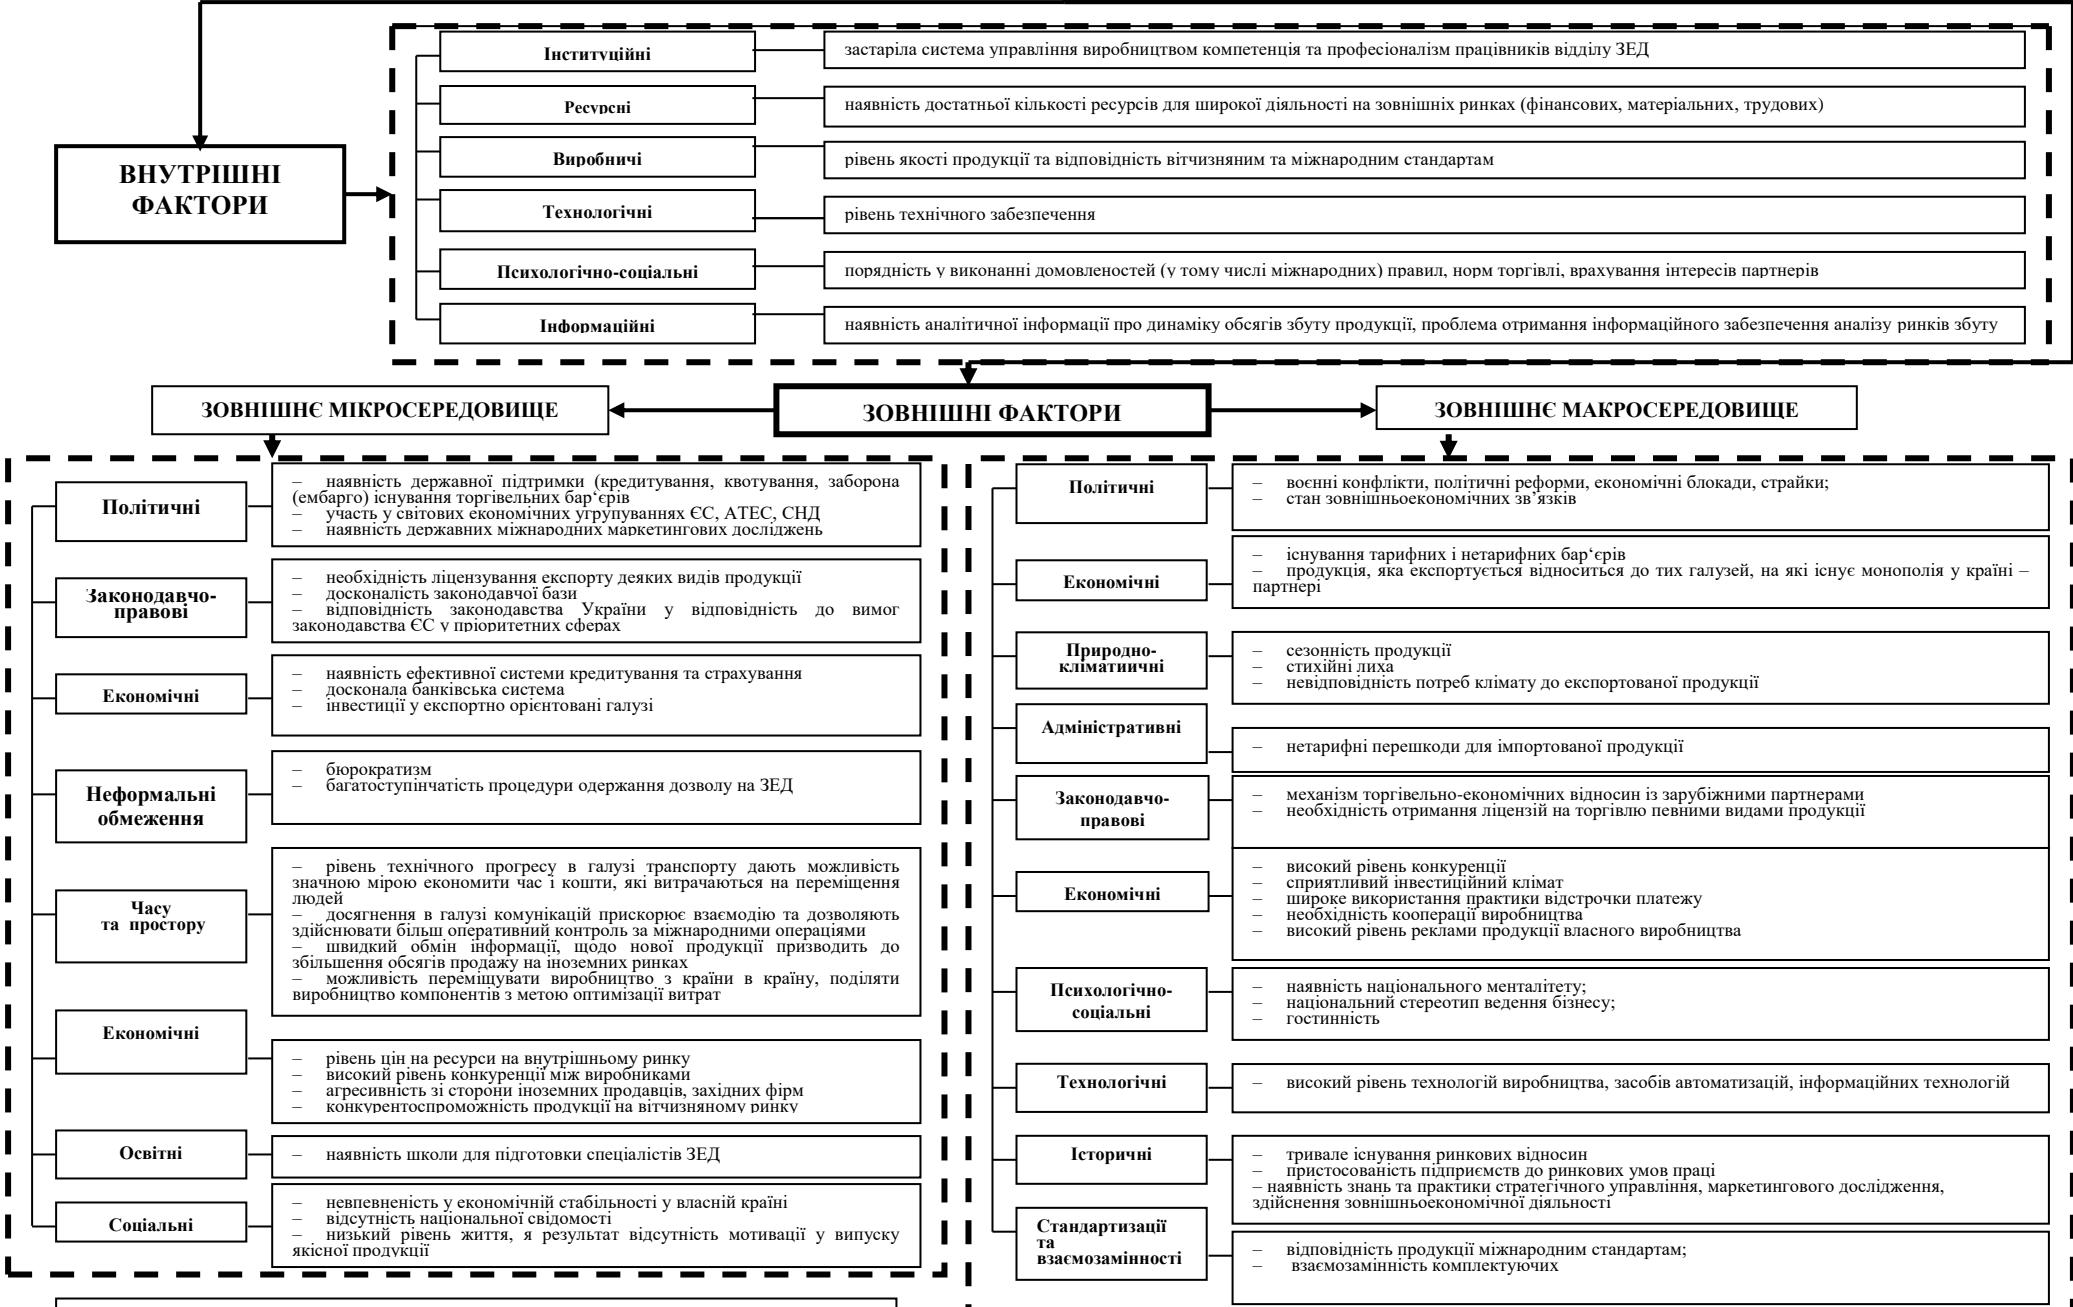 Інституційні
застаріла система управління виробництвом компетенція та професіоналізм працівників відділу ЗЕД
Ресурсні
наявність достатньої кількості ресурсів для широкої діяльності на зовнішніх ринках (фінансових, матеріальних, трудових)
ВНУТРІШНІ
ФАКТОРИ
Виробничі
рівень якості продукції та відповідність вітчизняним та міжнародним стандартам
Технологічні
рівень технічного забезпечення
Психологічно-соціальні
порядність у виконанні домовленостей (у тому числі міжнародних) правил, норм торгівлі, врахування інтересів партнерів
Інформаційні
наявність аналітичної інформації про динаміку обсягів збуту продукції, проблема отримання інформаційного забезпечення аналізу ринків збуту
ЗОВНІШНЄ МІКРОСЕРЕДОВИЩЕ
ЗОВНІШНІ ФАКТОРИ
ЗОВНІШНЄ МАКРОСЕРЕДОВИЩЕ
Політичні
– наявність державної підтримки (кредитування, квотування, заборона
(ембарго) існування торгівельних бар‘єрів
– участь у світових економічних угрупуваннях ЄС, АТЕС, СНД
– наявність державних міжнародних маркетингових досліджень
Законодавчо-
правові
– необхідність ліцензування експорту деяких видів продукції
– досконалість законодавчої бази
– відповідність законодавства України у відповідність до вимог
законодавства ЄС у пріоритетних сферах
Економічні
– наявність ефективної системи кредитування та страхування
– досконала банківська система
– інвестиції у експортно орієнтовані галузі
Неформальні
обмеження
– бюрократизм
– багатоступінчатість процедури одержання дозволу на ЗЕД
Часу
та простору
– рівень технічного прогресу в галузі транспорту дають можливість
значною мірою економити час і кошти, які витрачаються на переміщення
людей
– досягнення в галузі комунікацій прискорює взаємодію та дозволяють
здійснювати більш оперативний контроль за міжнародними операціями
– швидкий обмін інформації, щодо нової продукції призводить до
збільшення обсягів продажу на іноземних ринках
– можливість переміщувати виробництво з країни в країну, поділяти
виробництво компонентів з метою оптимізації витрат
Економічні
– рівень цін на ресурси на внутрішньому ринку
– високий рівень конкуренції між виробниками
– агресивність зі сторони іноземних продавців, західних фірм
– конкурентоспроможність продукції на вітчизняному ринку
Освітні
– наявність школи для підготовки спеціалістів ЗЕД
Соціальні
– невпевненість у економічній стабільності у власній країні
– відсутність національної свідомості
– низький рівень життя, я результат відсутність мотивації у випуску
якісної продукції
Політичні
– воєнні конфлікти, політичні реформи, економічні блокади, страйки;
– стан зовнішньоекономічних зв’язків
Економічні
– існування тарифних і нетарифних бар‘єрів
– продукція, яка експортується відноситься до тих галузей, на які існує монополія у країні –
партнері
Природно-
кліматиичні
– сезонність продукції
– стихійні лиха
– невідповідність потреб клімату до експортованої продукції
Адміністративні
– нетарифні перешкоди для імпортованої продукції
Законодавчо-
правові
– механізм торгівельно-економічних відносин із зарубіжними партнерами
– необхідність отримання ліцензій на торгівлю певними видами продукції
Економічні
– високий рівень конкуренції
– сприятливий інвестиційний клімат
– широке використання практики відстрочки платежу
– необхідність кооперації виробництва
– високий рівень реклами продукції власного виробництва
Психологічно-
соціальні
– наявність національного менталітету;
– національний стереотип ведення бізнесу;
– гостинність
Технологічні
– високий рівень технологій виробництва, засобів автоматизацій, інформаційних технологій
Історичні
– тривале існування ринкових відносин
– пристосованість підприємств до ринкових умов праці
– наявність знань та практики стратегічного управління, маркетингового дослідження,
здійснення зовнішньоекономічної діяльності
Стандартизації
та
взаємозамінності
– відповідність продукції міжнародним стандартам;
– взаємозамінність комплектуючих